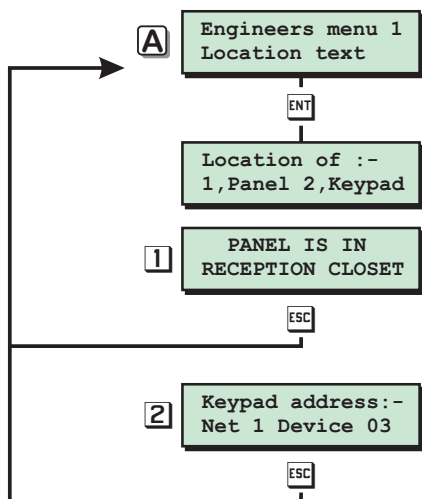 A
Engineers menu 1
Location text
ENT
Location of :-
1,Panel 2,Keypad
1
PANEL IS IN
RECEPTION CLOSET
ESC
2
Keypad address:-
Net 1 Device 03
ESC